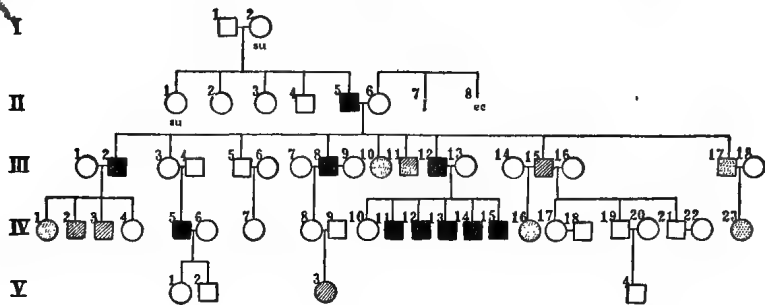 I 1 2
su
II 1 2 3 4 5 6 7 8
su ec
III 1 2 3 4 5 6 7 8 9 10 11 12 13 14 15 16 17 18
IV 1 2 3 4 5 6 7 8 9 10 11 12 13 14 15 16 17 18 19 20 21 22 23
V 1 2 3 4